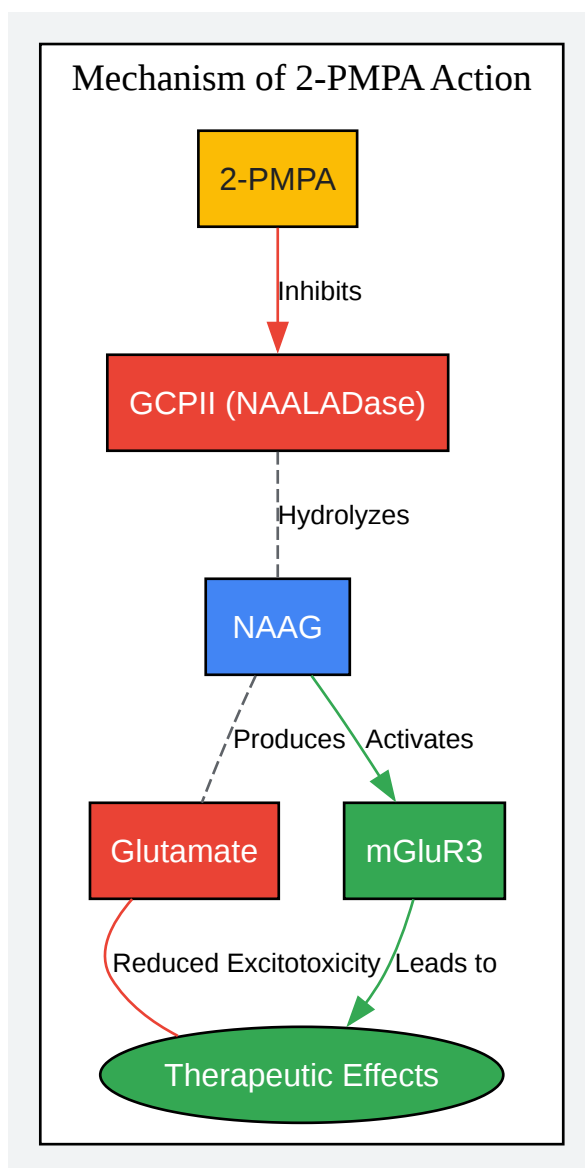 Mechanism of 2-PMPA Action
2-PMPA
Inhibits
GCPII (NAALADase)
Hydrolyzes
NAAG
Produces
Activates
Glutamate
mGluR3
Reduced Excitotoxicity
Leads to
Therapeutic Effects